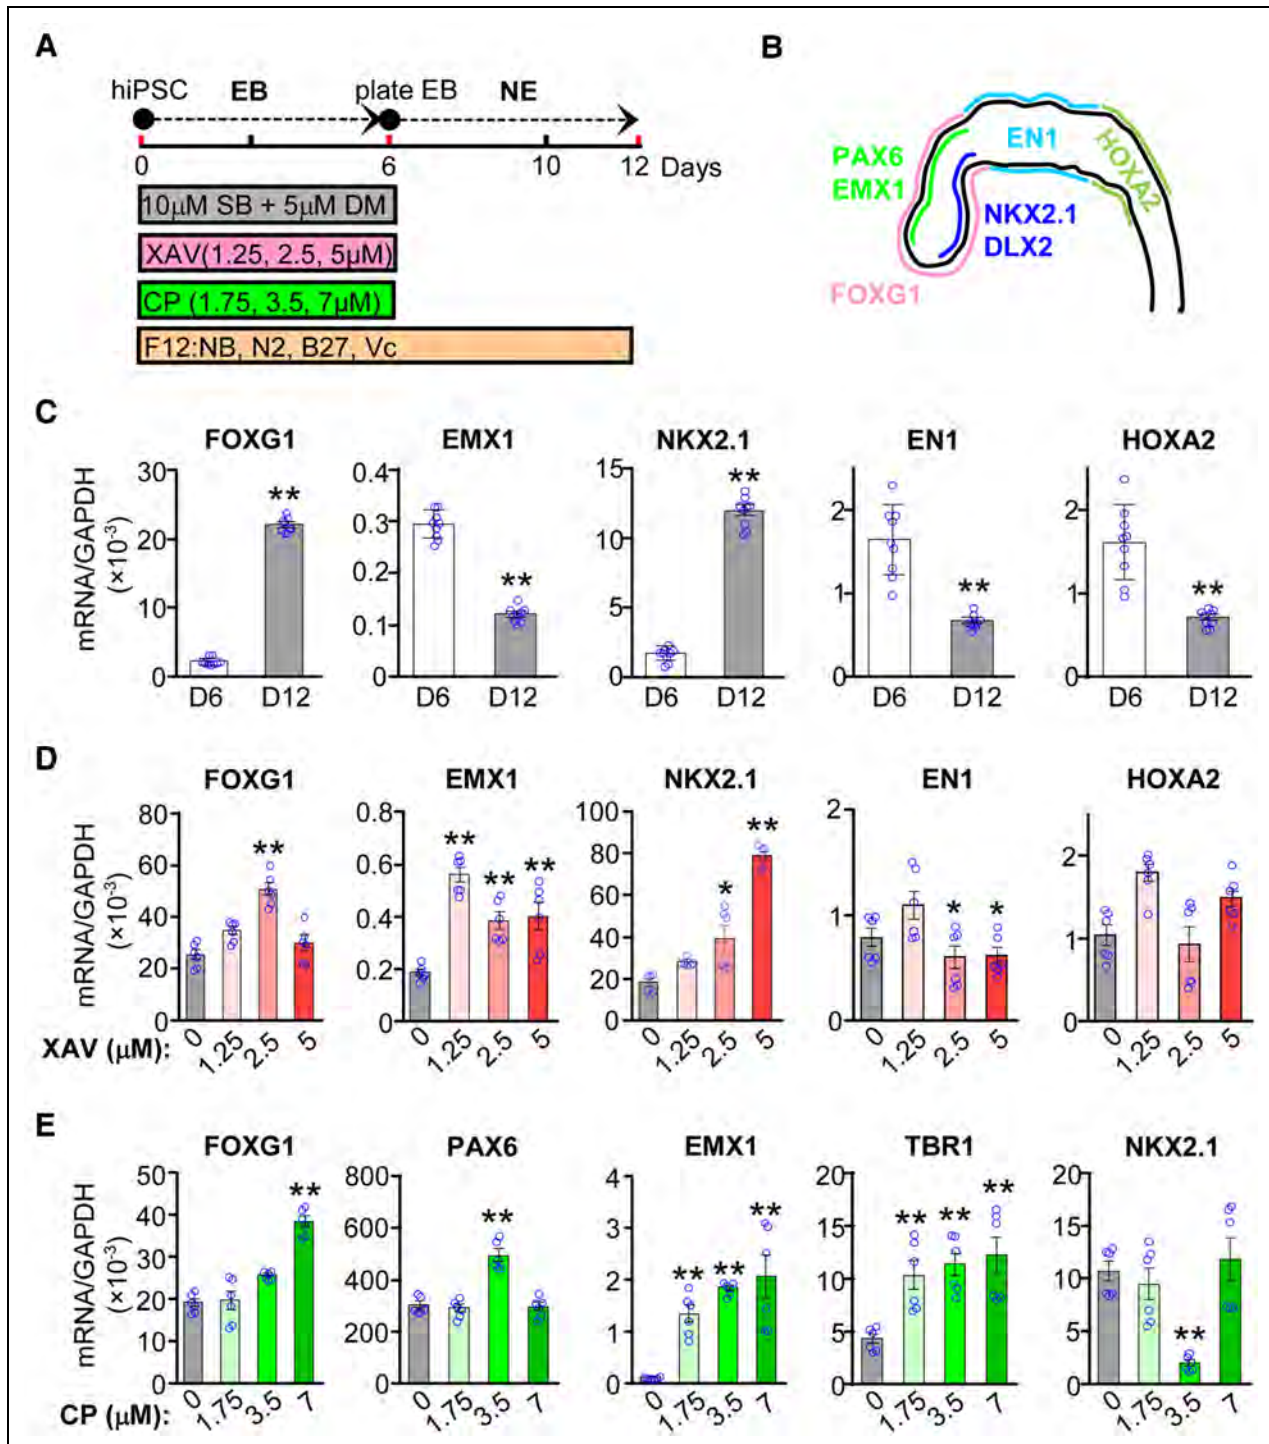 A
hiPSC EB plate EB NE
0 6 10 12 Days
10μM SB + 5μM DM
XAV(1.25, 2.5, 5μM)
CP (1.75, 3.5, 7μM)
F12:NB, N2, B27, Vc
B
PAX6
EMX1
EN1
HOXA2
NKX2.1
DLX2
FOXG1
C
mRNA/GAPDH
(×10-3)
FOXG1
30
20
10
0
**
D6 D12
EMX1
0.4
0.3
0.2
0.1
0
**
D6 D12
NKX2.1
15
10
5
0
**
D6 D12
EN1
2
1
0
**
D6 D12
HOXA2
2
1
0
**
D6 D12
D
mRNA/GAPDH
(×10-3)
FOXG1
80
60
40
20
0
**
XAV (μM): 0 1.25 2.5 5
EMX1
0.8
0.6
0.4
0.2
0
** ** **
0 1.25 2.5 5
NKX2.1
100
80
60
40
20
0
* **
0 1.25 2.5 5
EN1
2
1
0
* *
0 1.25 2.5 5
HOXA2
2
1
0
0 1.25 2.5 5
E
mRNA/GAPDH
(×10-3)
FOXG1
50
40
30
20
10
0
**
CP (μM): 0 1.75 3.5 7
PAX6
800
600
400
200
0
**
0 1.75 3.5 7
EMX1
4
3
2
1
0
** ** **
0 1.75 3.5 7
TBR1
20
15
10
5
0
** ** **
0 1.75 3.5 7
NKX2.1
20
15
10
5
0
**
0 1.75 3.5 7